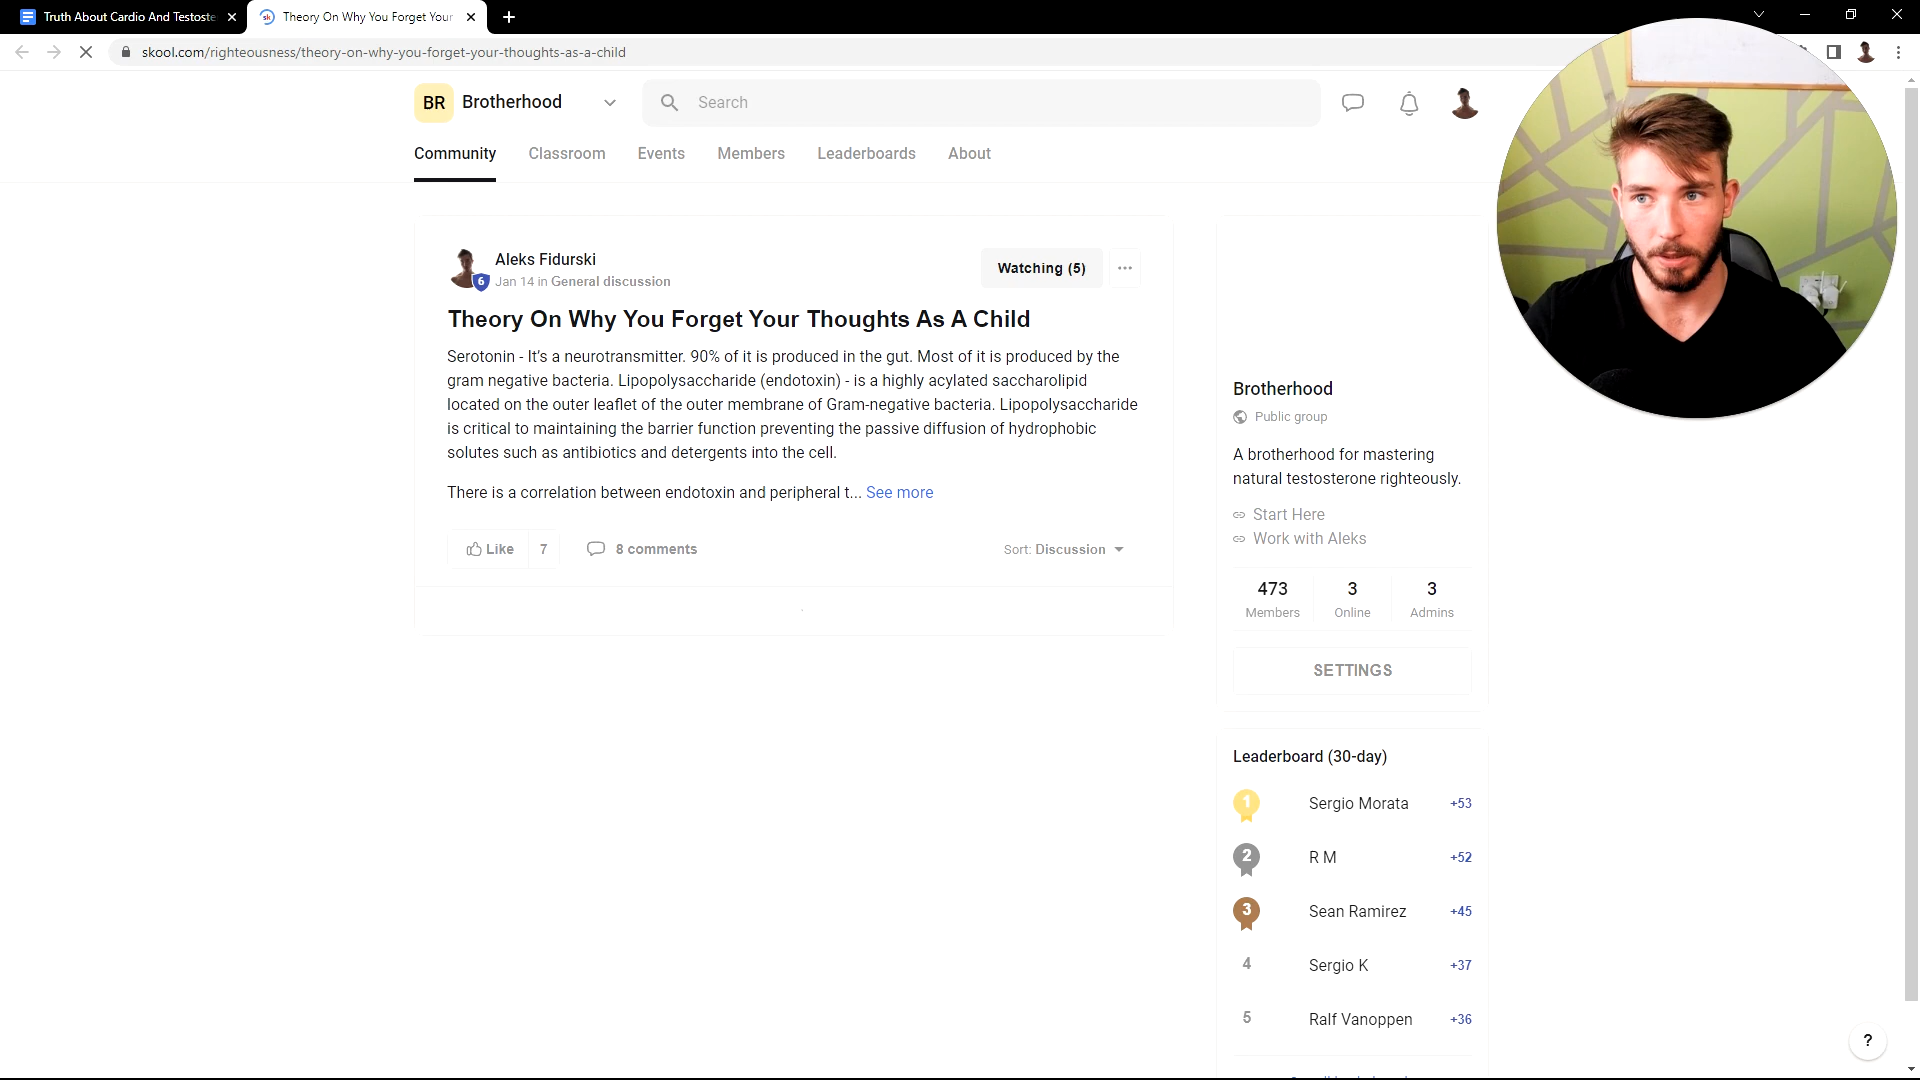 Truth About Cardio And Testoste
Theory On Why You Forget Your
skool.com/righteousness/theory-on-why-you-forget-your-thoughts-as-a-child
BR Brotherhood
Search
Community Classroom Events Members Leaderboards About
Aleks Fidurski
6 Jan 14 in General discussion
Watching (5)
Theory On Why You Forget Your Thoughts As A Child
Serotonin - It's a neurotransmitter. 90% of it is produced in the gut. Most of it is produced by the
gram negative bacteria. Lipopolysaccharide (endotoxin) - is a highly acylated saccharolipid
located on the outer leaflet of the outer membrane of Gram-negative bacteria. Lipopolysaccharide
is critical to maintaining the barrier function preventing the passive diffusion of hydrophobic
solutes such as antibiotics and detergents into the cell.
There is a correlation between endotoxin and peripheral t... See more
Like 7 8 comments Sort: Discussion
Brotherhood
Public group
A brotherhood for mastering
natural testosterone righteously.
Start Here
Work with Aleks
473 3 3
Members Online Admins
SETTINGS
Leaderboard (30-day)
1 Sergio Morata +53
2 R M +52
3 Sean Ramirez +45
4 Sergio K +37
5 Ralf Vanoppen +36
?